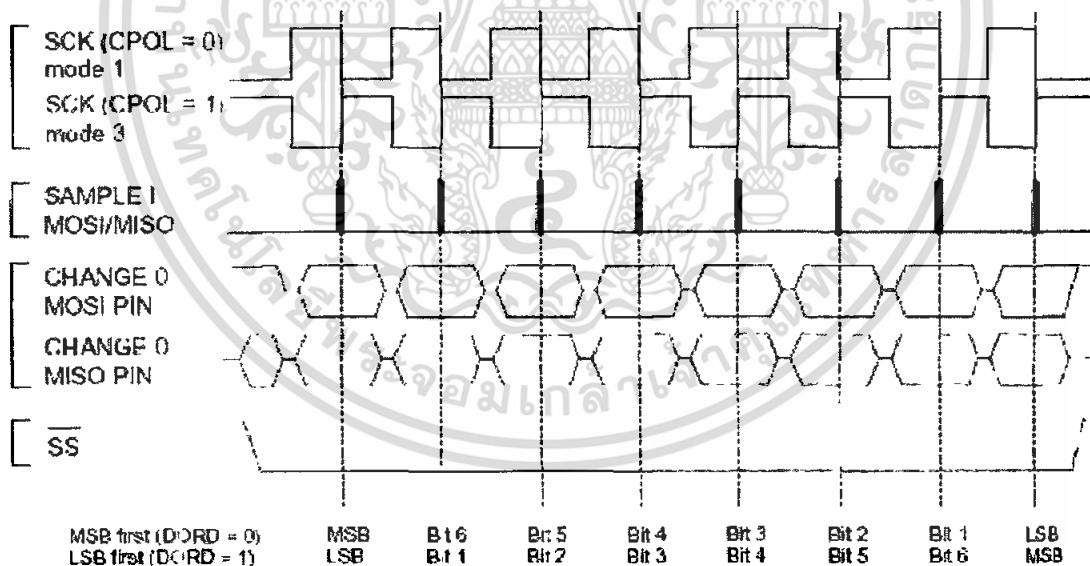 SCK (CPOL = 0)
mode 1
SCK (CPOL = 1)
mode 3
SAMPLE I
MOSI/MISO
CHANGE 0
MOSI PIN
CHANGE 0
MISO PIN
SS
MSB first (DORD = 0) MSB Bit 6 Bit 5 Bit 4 Bit 3 Bit 2 Bit 1 LSB
LSB first (DORD = 1) LSB Bit 1 Bit 2 Bit 3 Bit 4 Bit 5 Bit 6 MSB